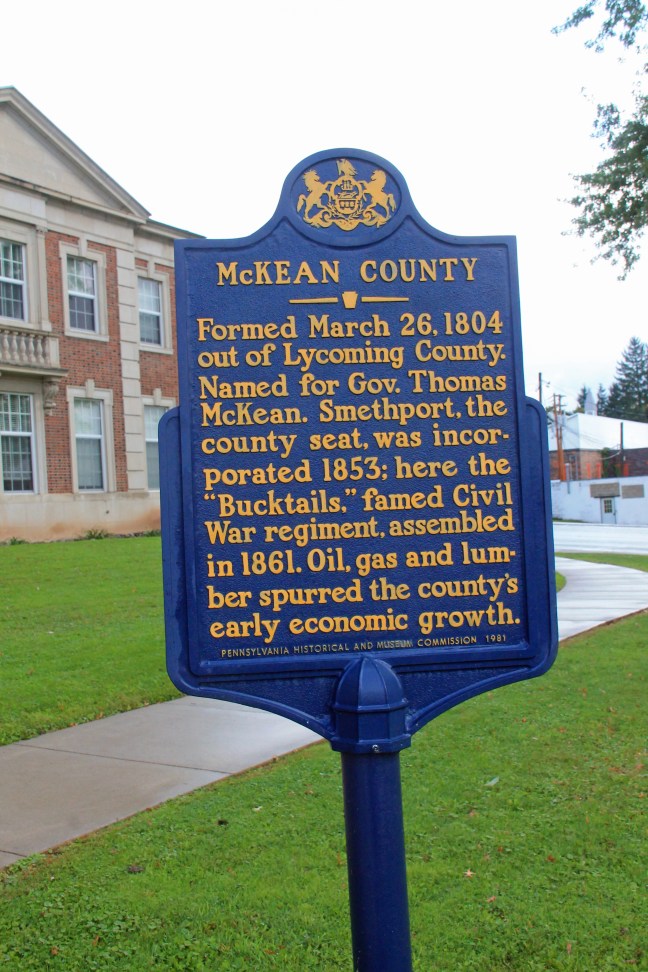 McKEAN COUNTY
Formed March 26, 1804
out of Lycoming County.
Named for Gov. Thomas
McKean. Smethport, the
county seat, was incor-
porated 1853; here the
“Bucktails,” famed Civil
War regiment, assembled
in 1861. Oil, gas and lum-
ber spurred the county's
early economic growth.
PENNSYLVANIA HISTORICAL AND MUSEUM COMMISSION 1981